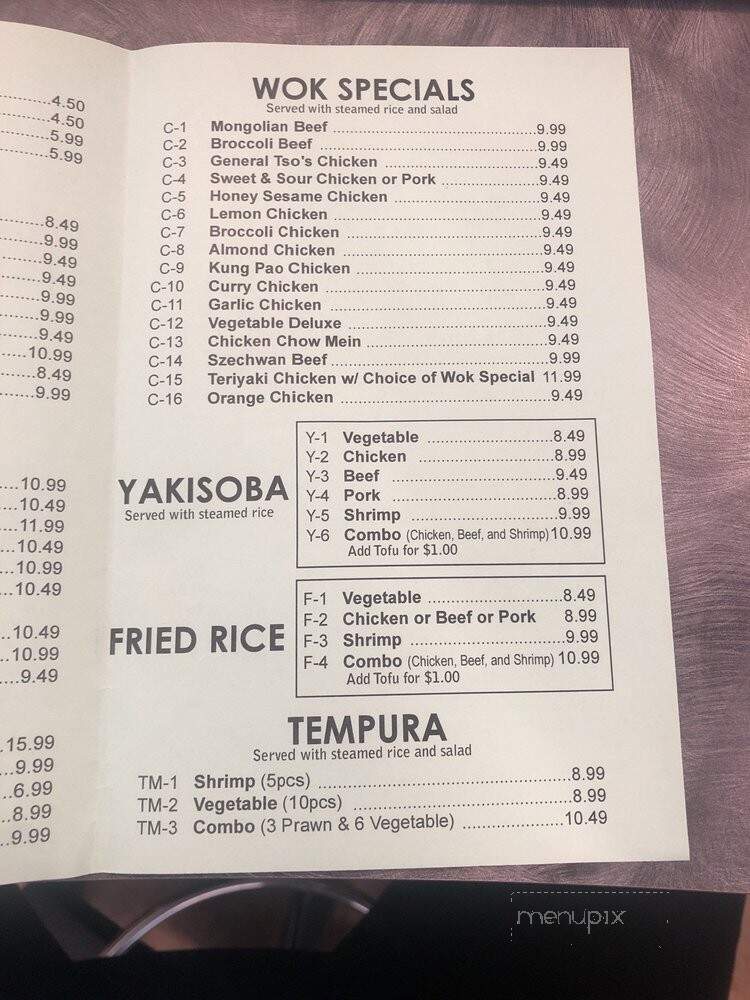 ....4.50
....4.50
....5.99
....5.99
....8.49
....9.99
....9.49
....9.49
....9.99
....9.99
....9.49
....10.99
....8.49
....9.99
....10.99
....10.49
....11.99
....10.49
....10.99
....10.49
....10.49
....10.99
....9.49
.15.99
...9.99
...6.99
...8.99
...9.99
WOK SPECIALS
Served with steamed rice and salad
C-1 Mongolian Beef ....9.99
C-2 Broccoli Beef ....9.99
C-3 General Tso's Chicken ....9.49
C-4 Sweet & Sour Chicken or Pork ....9.49
C-5 Honey Sesame Chicken ....9.49
C-6 Lemon Chicken ....9.49
C-7 Broccoli Chicken ....9.49
C-8 Almond Chicken ....9.49
C-9 Kung Pao Chicken ....9.49
C-10 Curry Chicken ....9.49
C-11 Garlic Chicken ....9.49
C-12 Vegetable Deluxe ....9.49
C-13 Chicken Chow Mein ....9.49
C-14 Szechwan Beef ....9.99
C-15 Teriyaki Chicken w/ Choice of Wok Special 11.99
C-16 Orange Chicken ....9.49
YAKISOBA
Served with steamed rice
Y-1 Vegetable ....8.49
Y-2 Chicken ....8.99
Y-3 Beef ....9.49
Y-4 Pork ....8.99
Y-5 Shrimp ....9.99
Y-6 Combo (Chicken, Beef, and Shrimp) 10.99
Add Tofu for $1.00
FRIED RICE
F-1 Vegetable ....8.49
F-2 Chicken or Beef or Pork 8.99
F-3 Shrimp ....9.99
F-4 Combo (Chicken, Beef, and Shrimp) 10.99
Add Tofu for $1.00
TEMPURA
Served with steamed rice and salad
TM-1 Shrimp (5pcs) ....8.99
TM-2 Vegetable (10pcs) ....8.99
TM-3 Combo (3 Prawn & 6 Vegetable) ....10.49
menupix